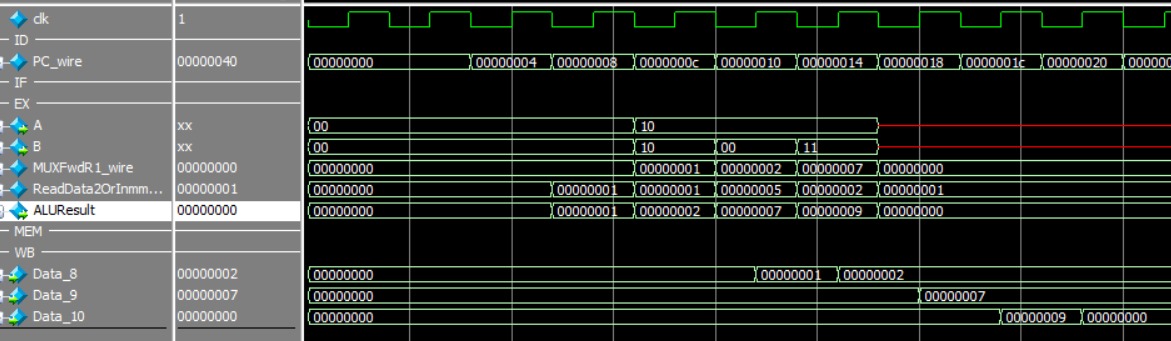 clk 1
ID
PC_wire 00000040 00000000 00000004 00000008 0000000c 00000010 00000014 00000018 0000001c 00000020 000000
IF
EX
A xx 00 10
B xx 00 10 00 11
MUXFwdR1_wire 00000000 00000000 00000001 00000002 00000007 00000000
ReadData2OrInmm... 00000001 00000000 00000001 00000001 00000005 00000002 00000001
ALUResult 00000000 00000000 00000001 00000002 00000007 00000009 00000000
MEM
WB
Data_8 00000002 00000000 00000001 00000002
Data_9 00000007 00000000 00000007
Data_10 00000000 00000000 00000009 00000000